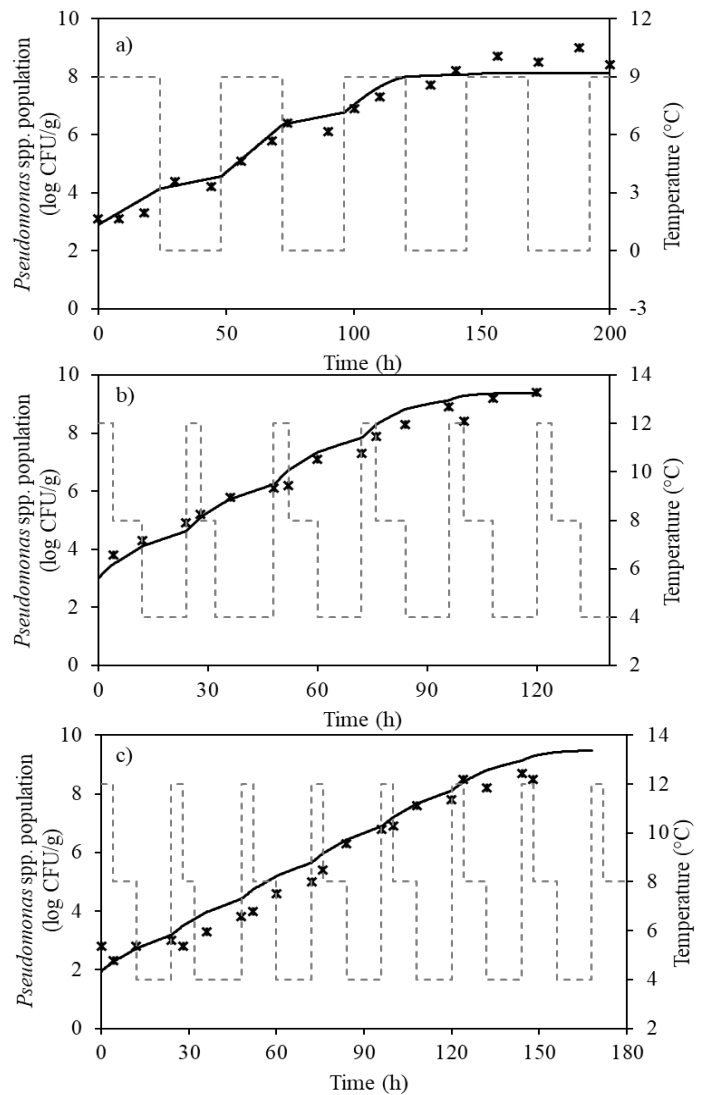 a)
10
8
6
4
2
0
12
9
6
3
0
-3
0 50 100 150 200
Time (h)
Pseudomonas spp. population
(log CFU/g)
Temperature (°C)
b)
10
8
6
4
2
0
14
12
10
8
6
4
2
0 30 60 90 120
Time (h)
Pseudomonas spp. population
(log CFU/g)
Temperature (°C)
c)
10
8
6
4
2
0
14
12
10
8
6
4
2
0 30 60 90 120 150 180
Time (h)
Pseudomonas spp. population
(log CFU/g)
Temperature (°C)